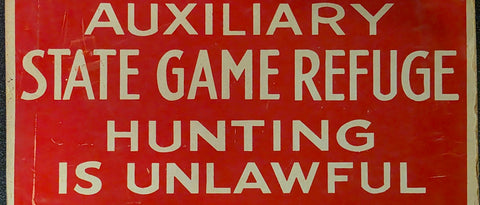 AUXILIARY
STATE GAME REFUGE
HUNTING
IS UNLAWFUL